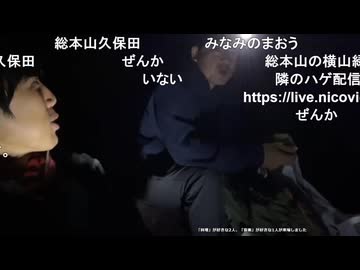 総本山久保田
みなみのまおう
久保田
ぜんか
総本山の横山緑
いない
隣のハゲ配信
https://live.nicovi
ぜんか
。